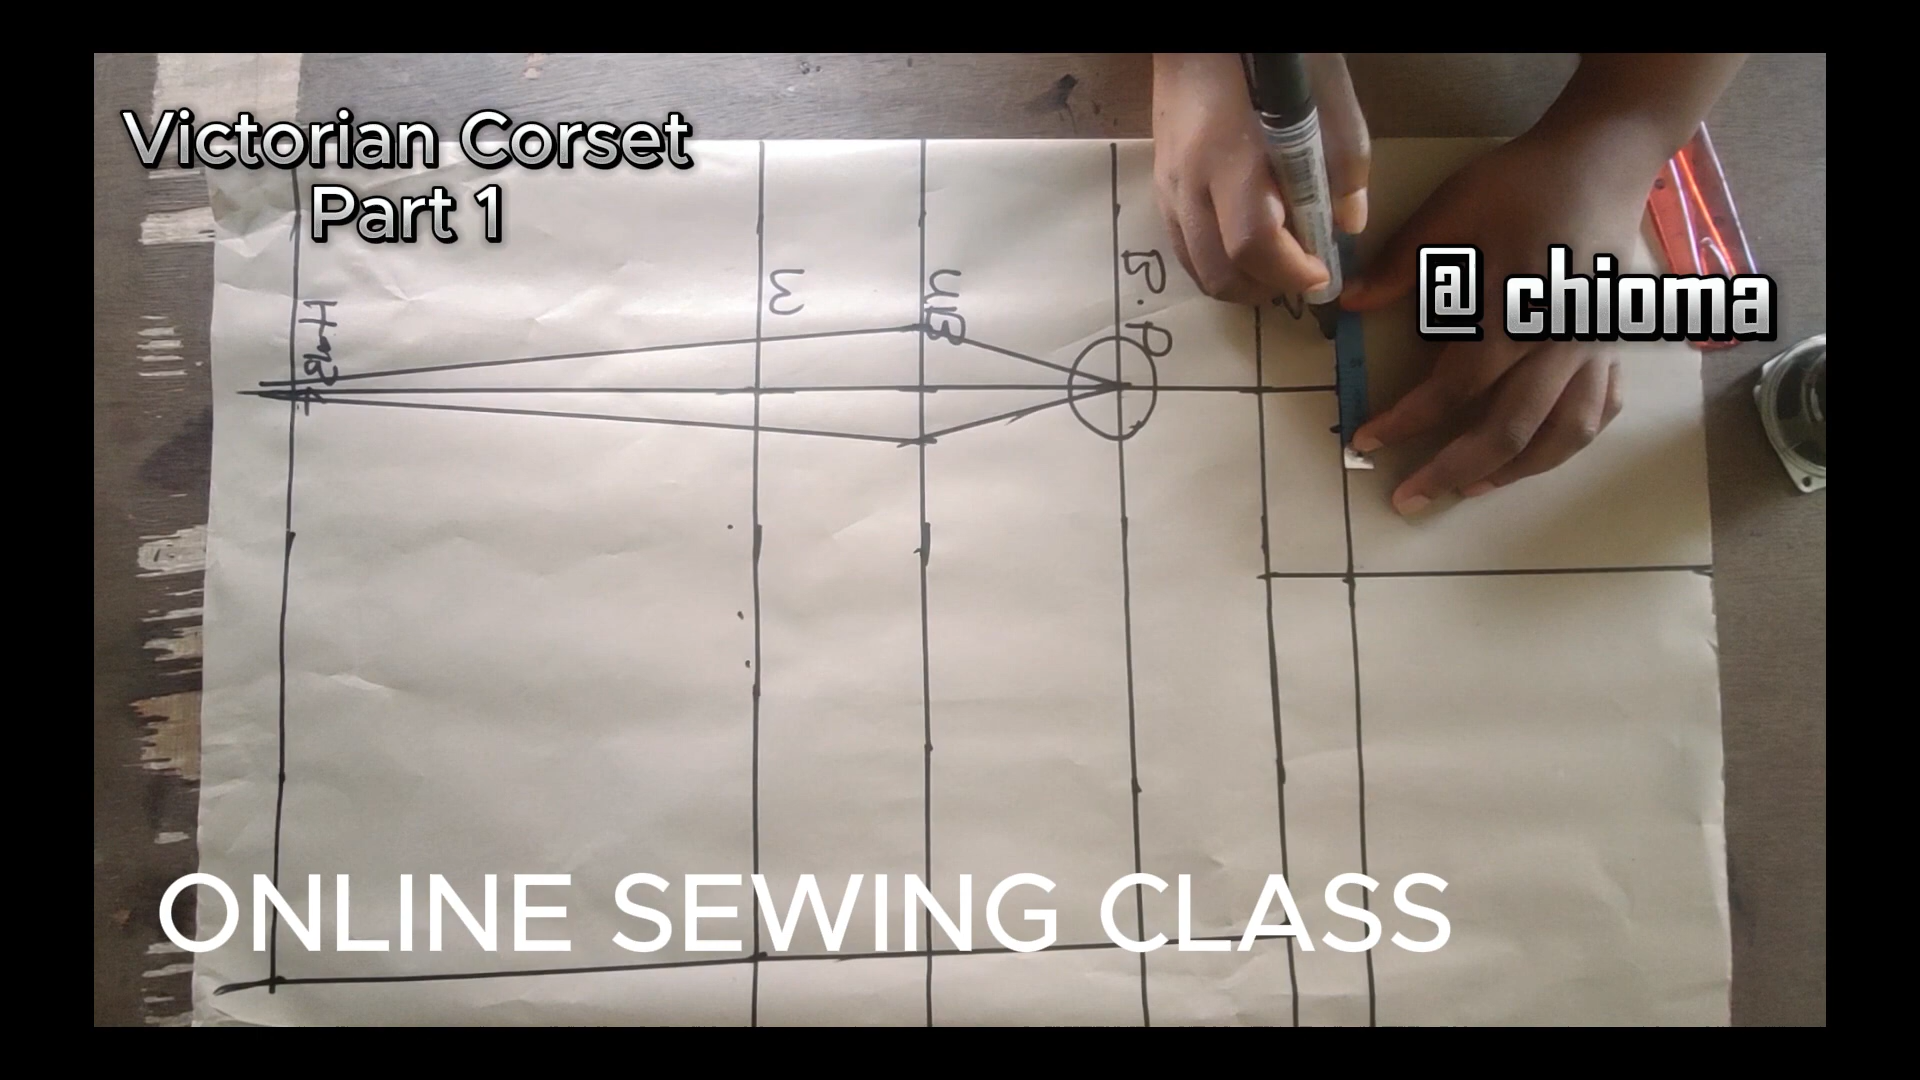 Victorian Corset
Part 1
@ chioma
B.P
UB
W
ONLINE SEWING CLASS